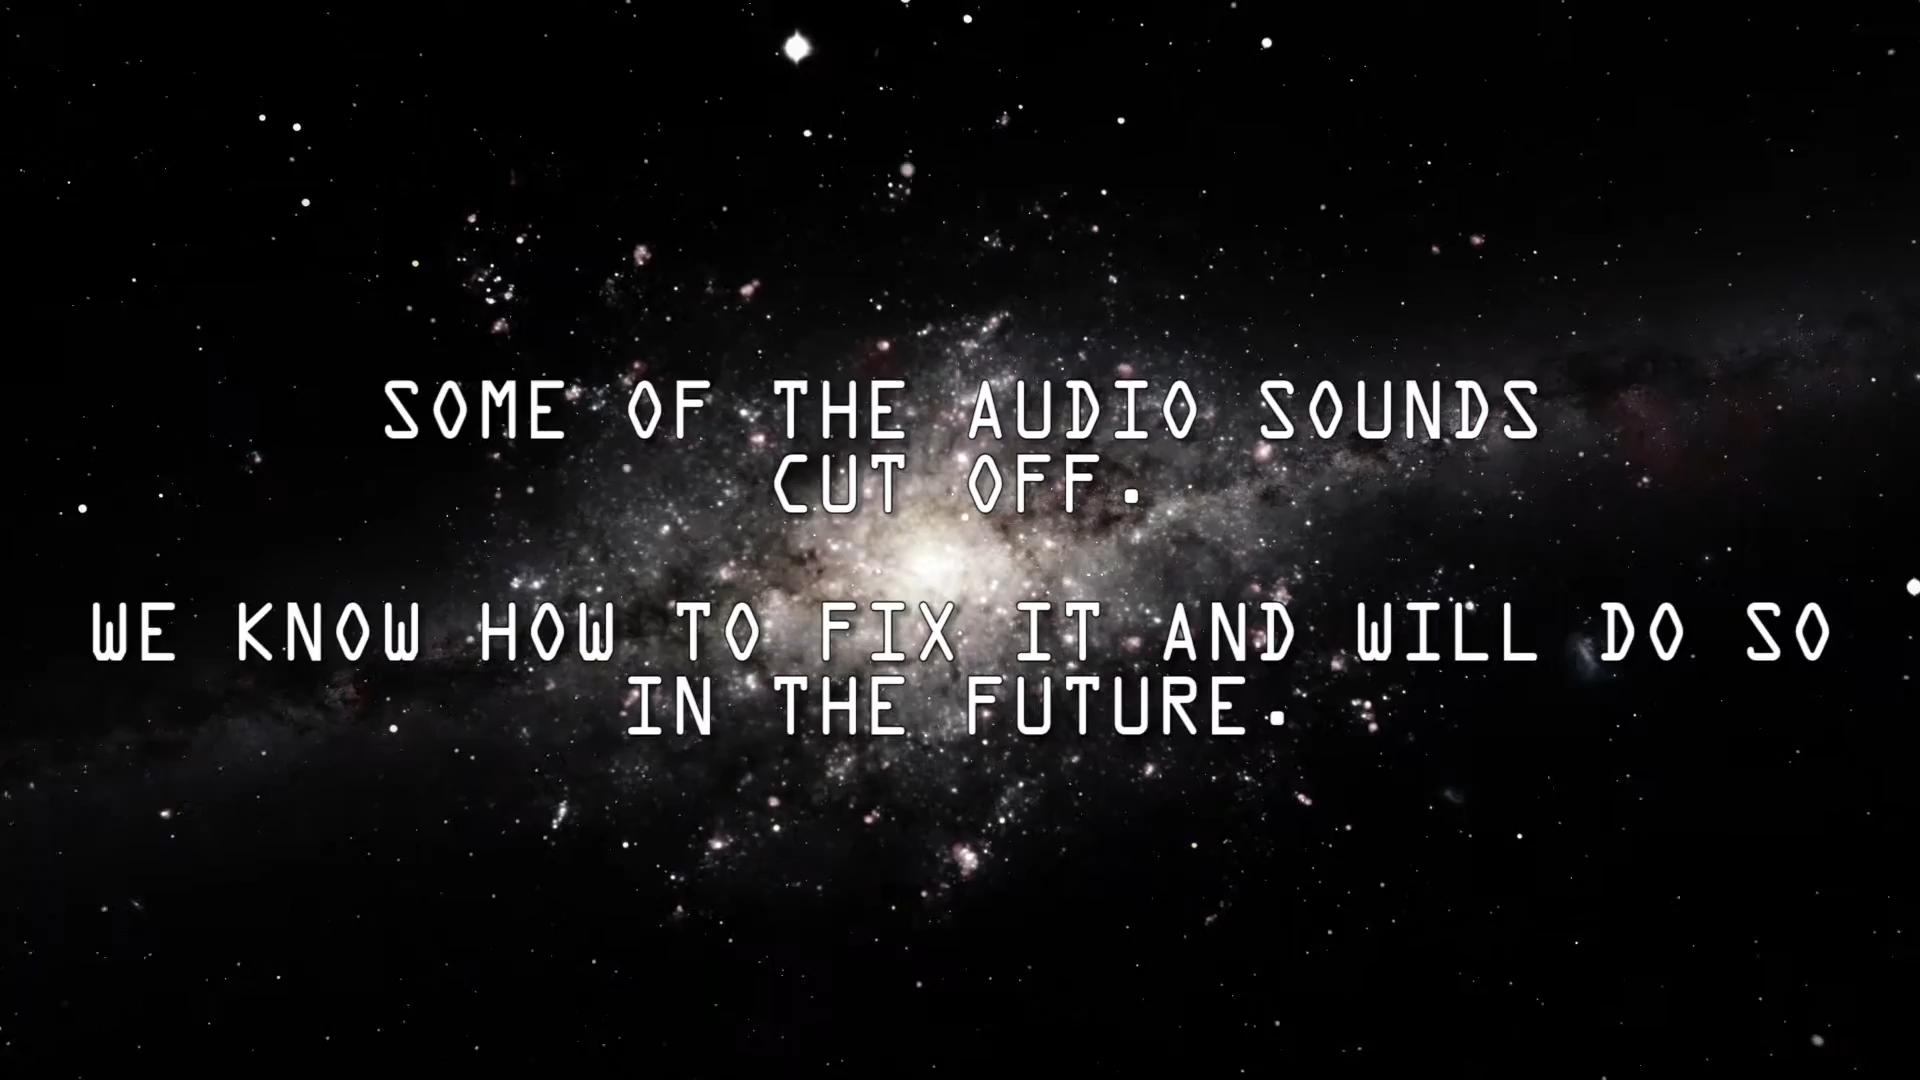 SOME OF THE AUDIO SOUNDS
CUT OFF.
WE KNOW HOW TO FIX IT AND WILL DO SO
IN THE FUTURE.